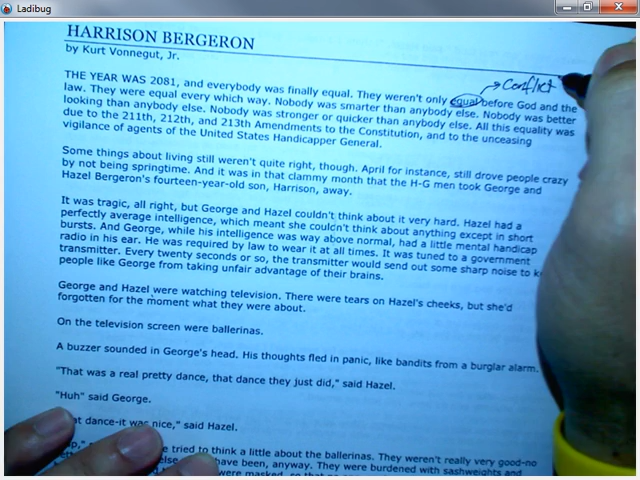 Ladibug
HARRISON BERGERON
by Kurt Vonnegut, Jr.
Conflict
THE YEAR WAS 2081, and everybody was finally equal. They weren't only equal before God and the
law. They were equal every which way. Nobody was smarter than anybody else. Nobody was better
looking than anybody else. Nobody was stronger or quicker than anybody else. All this equality was
due to the 211th, 212th, and 213th Amendments to the Constitution, and to the unceasing
vigilance of agents of the United States Handicapper General.
Some things about living still weren't quite right, though. April for instance, still drove people crazy
by not being springtime. And it was in that clammy month that the H-G men took George and
Hazel Bergeron's fourteen-year-old son, Harrison, away.
It was tragic, all right, but George and Hazel couldn't think about it very hard. Hazel had a
perfectly average intelligence, which meant she couldn't think about anything except in short
bursts. And George, while his intelligence was way above normal, had a little mental handicap
radio in his ear. He was required by law to wear it at all times. It was tuned to a government
transmitter. Every twenty seconds or so, the transmitter would send out some sharp noise to
people like George from taking unfair advantage of their brains.
George and Hazel were watching television. There were tears on Hazel's cheeks, but she'd
forgotten for the moment what they were about.
On the television screen were ballerinas.
A buzzer sounded in George's head. His thoughts fled in panic, like bandits from a burglar alarm.
"That was a real pretty dance, that dance they just did," said Hazel.
"Huh" said George.
dance-it was nice," said Hazel.
tried to think a little about the ballerinas. They weren't really very good-no
have been, anyway. They were burdened with sashweights and
were masked, so that no